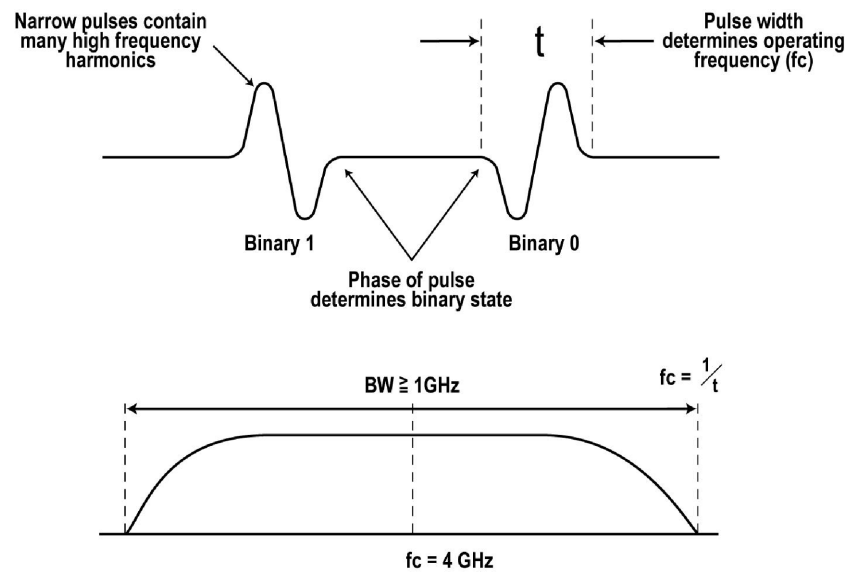 Narrow pulses contain
many high frequency
harmonics
t
Pulse width
determines operating
frequency (fc)
Binary 1
Binary 0
Phase of pulse
determines binary state
BW ≧ 1GHz
fc = 1/t
fc = 4 GHz